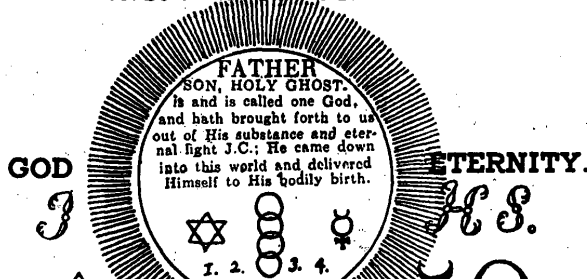 FATHER
SON, HOLY GHOST.
Is and is called one God,
and hath brought forth to us
out of His substance and eter-
nal light J.C.; He came down
into this world and delivered
Himself to His bodily birth.
GOD ETERNITY.
J H S.
1. 2. 3. 4.